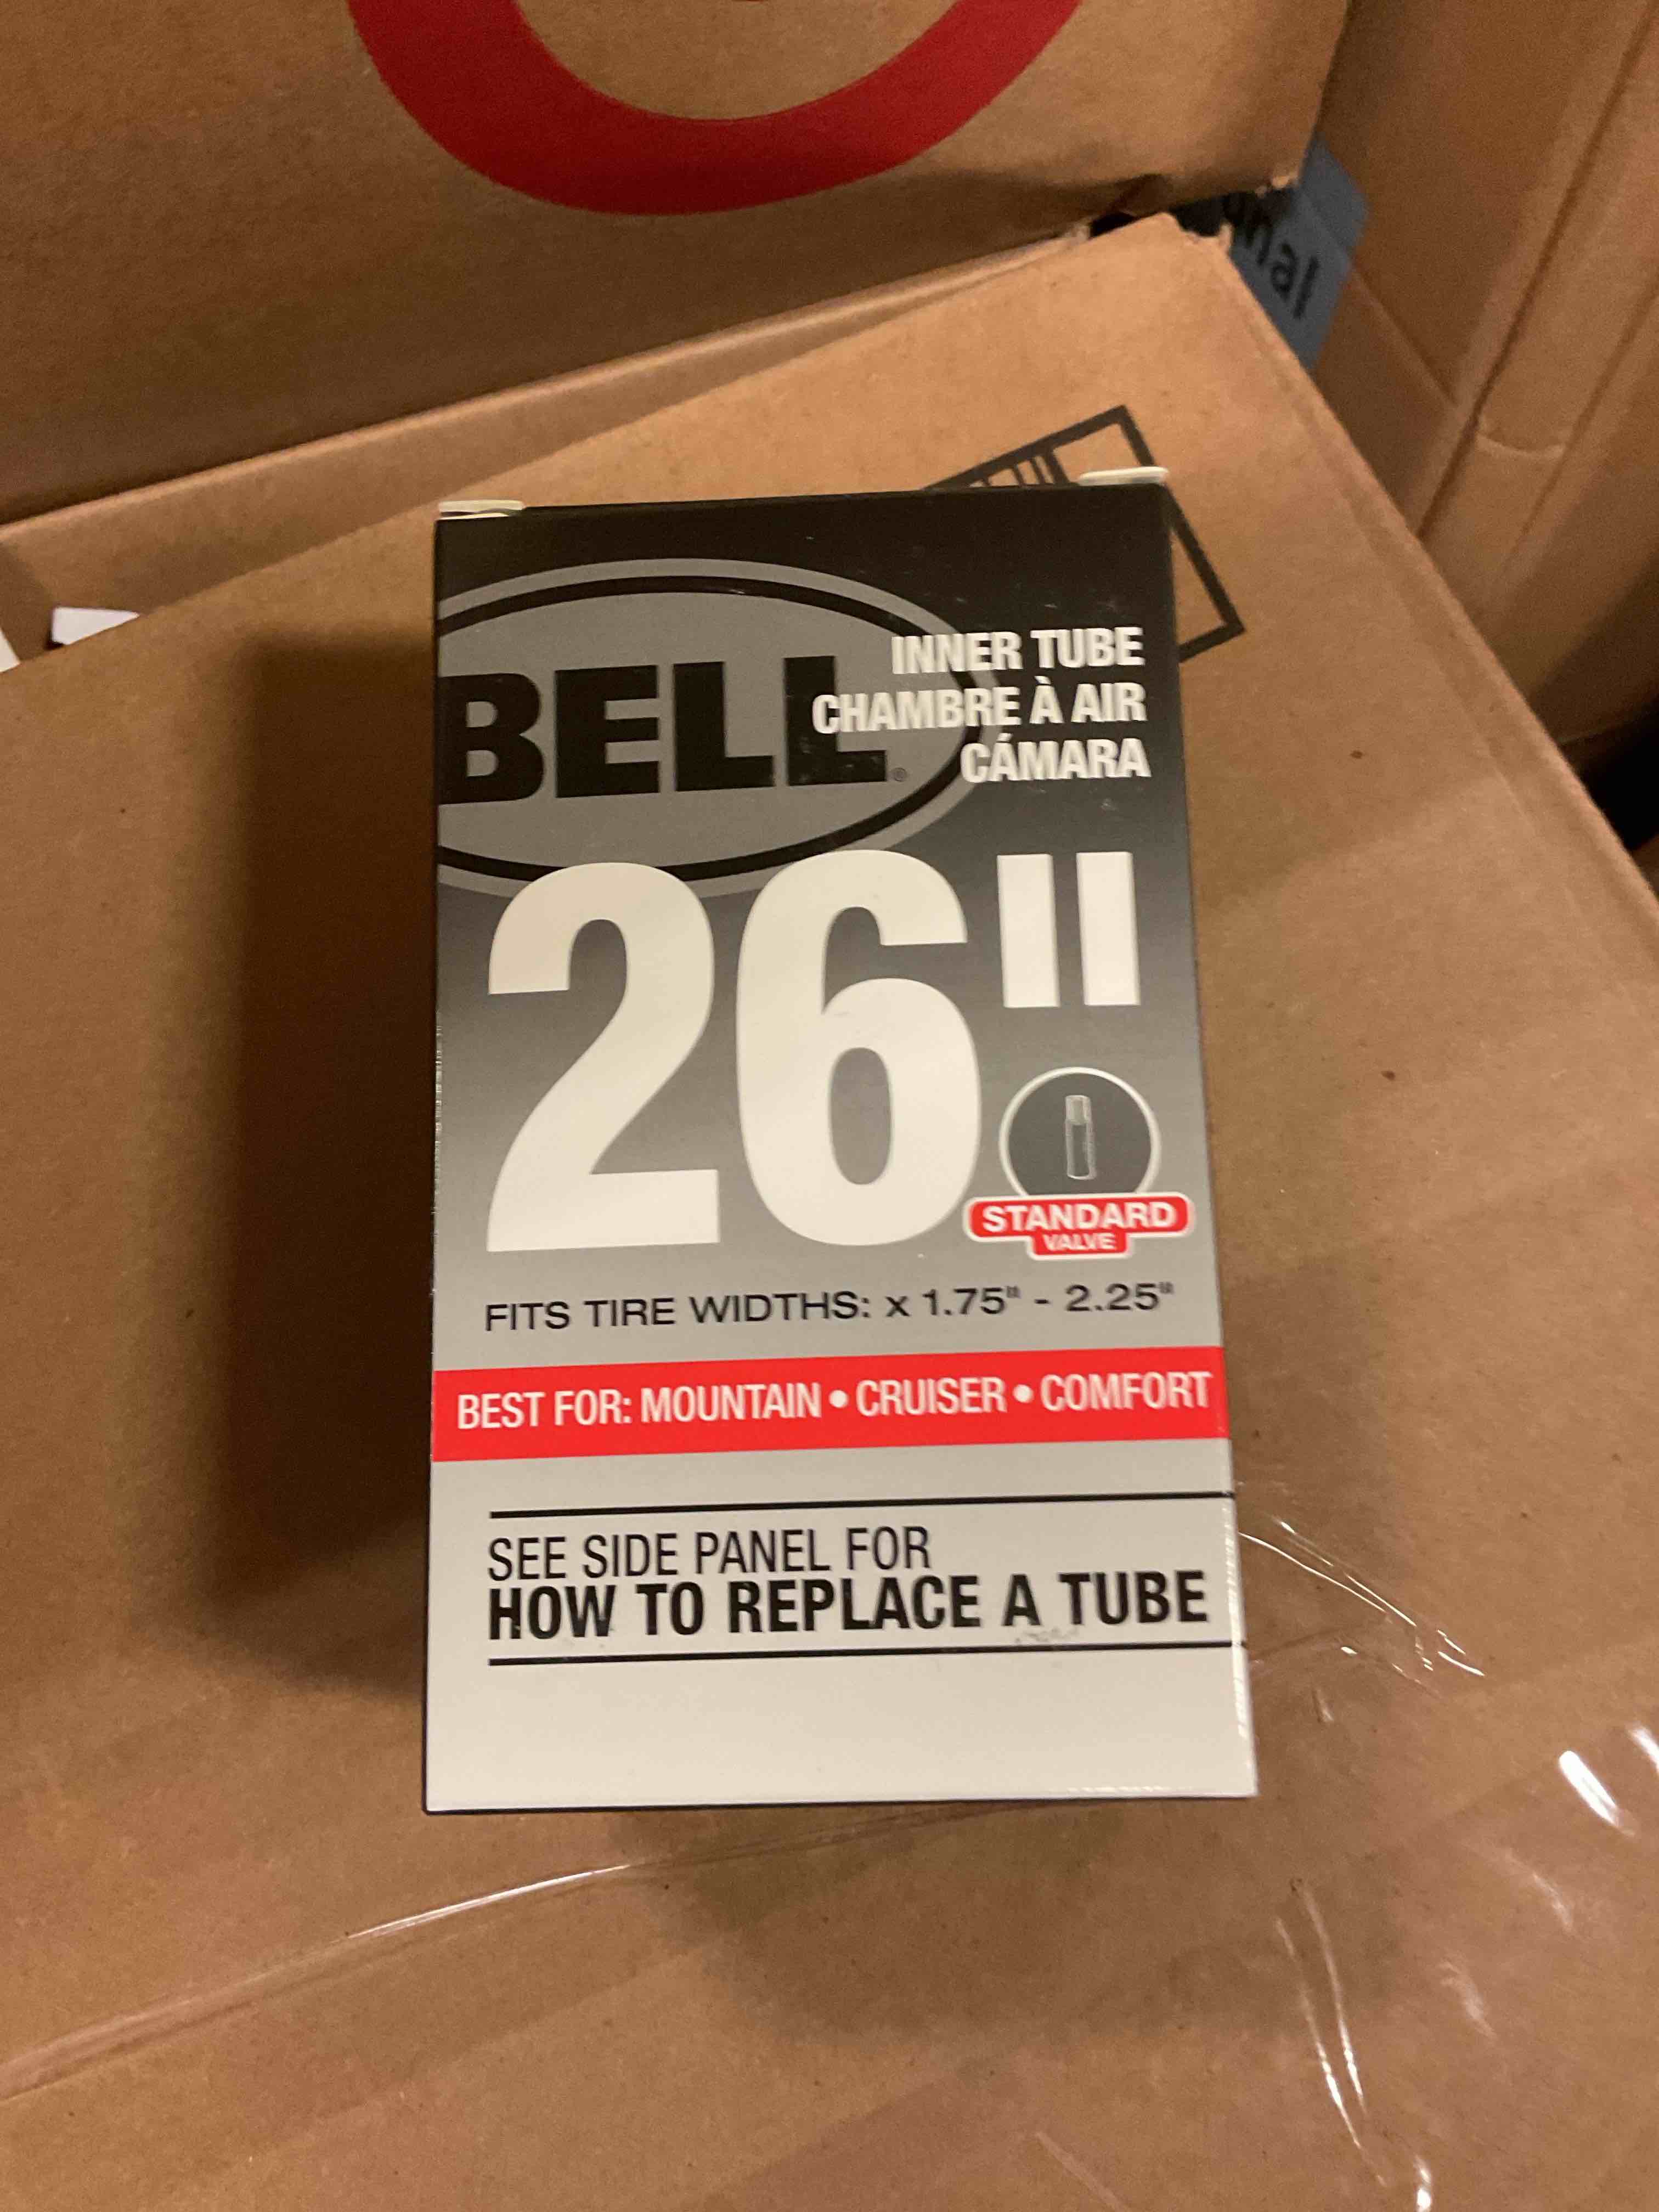 BELL
INNER TUBE
CHAMBRE À AIR
CÁMARA
26"
STANDARD
VALVE
FITS TIRE WIDTHS: x 1.75" - 2.25"
BEST FOR: MOUNTAIN • CRUISER • COMFORT
SEE SIDE PANEL FOR
HOW TO REPLACE A TUBE